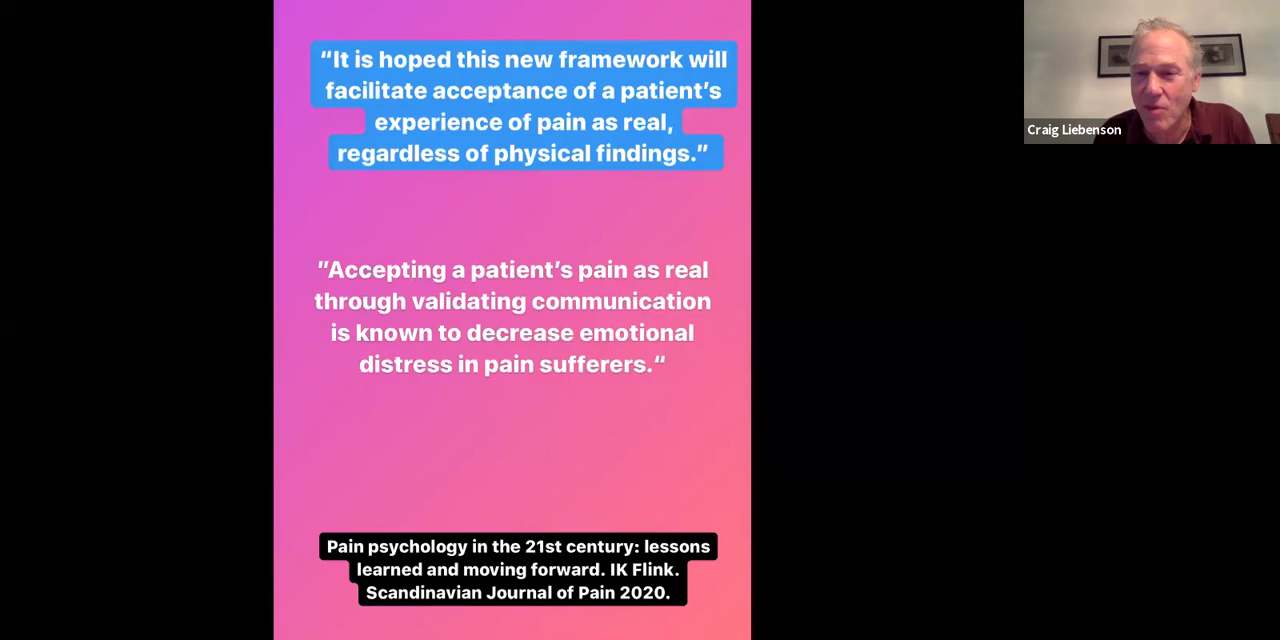 “It is hoped this new framework will
facilitate acceptance of a patient’s
experience of pain as real,
regardless of physical findings.”
”Accepting a patient’s pain as real
through validating communication
is known to decrease emotional
distress in pain sufferers.“
Pain psychology in the 21st century: lessons
learned and moving forward. IK Flink.
Scandinavian Journal of Pain 2020.
Craig Liebenson